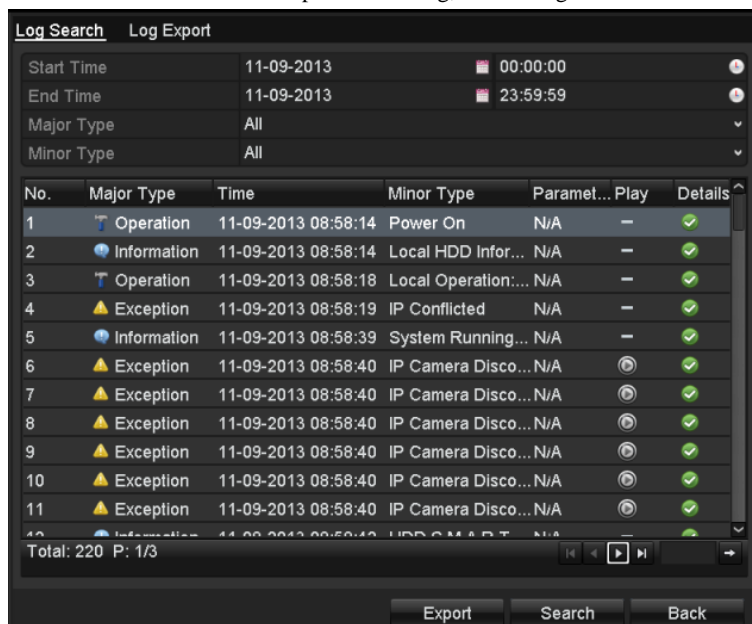 Log Search Log Export
Start Time 11-09-2013 00:00:00
End Time 11-09-2013 23:59:59
Major Type All
Minor Type All
No. Major Type Time Minor Type Paramet... Play Details
1 Operation 11-09-2013 08:58:14 Power On N/A –
2 Information 11-09-2013 08:58:14 Local HDD Infor... N/A –
3 Operation 11-09-2013 08:58:18 Local Operation:... N/A –
4 Exception 11-09-2013 08:58:19 IP Conflicted N/A –
5 Information 11-09-2013 08:58:39 System Running... N/A –
6 Exception 11-09-2013 08:58:40 IP Camera Disco... N/A
7 Exception 11-09-2013 08:58:40 IP Camera Disco... N/A
8 Exception 11-09-2013 08:58:40 IP Camera Disco... N/A
9 Exception 11-09-2013 08:58:40 IP Camera Disco... N/A
10 Exception 11-09-2013 08:58:40 IP Camera Disco... N/A
11 Exception 11-09-2013 08:58:40 IP Camera Disco... N/A
Total: 220 P: 1/3
Export Search Back